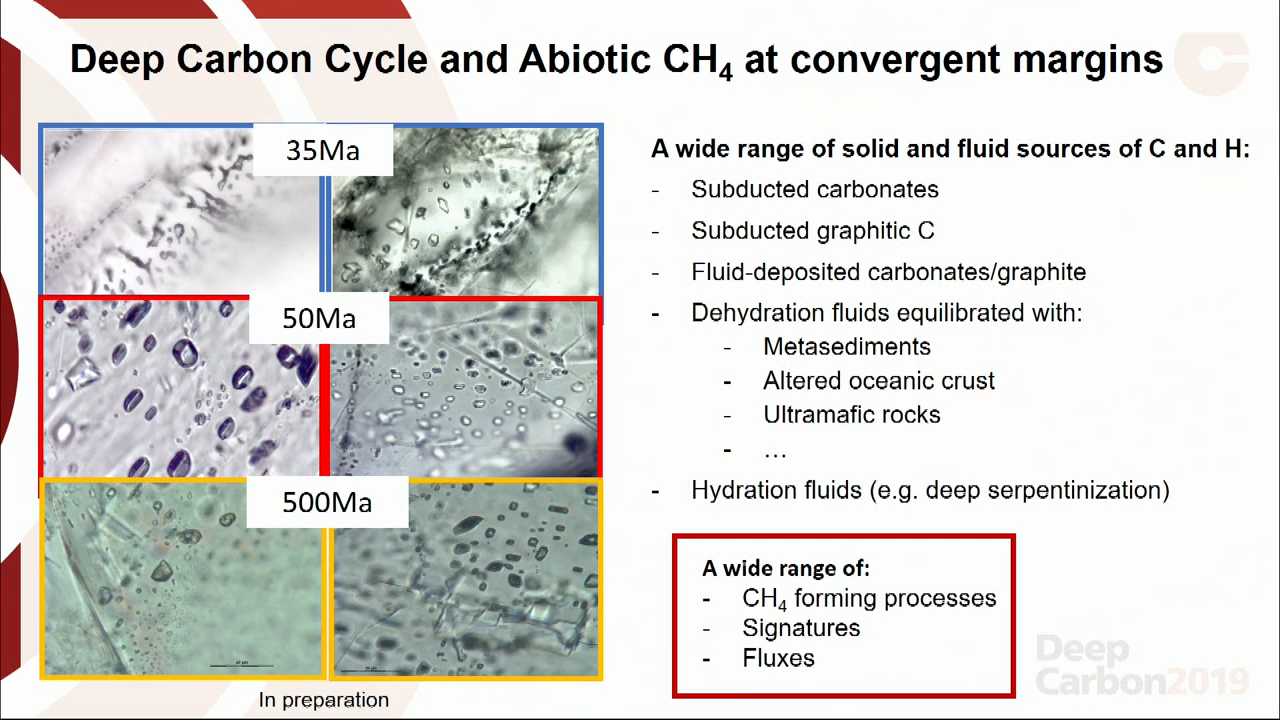 Deep Carbon Cycle and Abiotic CH₄ at convergent margins
35Ma
50Ma
500Ma
In preparation
A wide range of solid and fluid sources of C and H:
- Subducted carbonates
- Subducted graphitic C
- Fluid-deposited carbonates/graphite
- Dehydration fluids equilibrated with:
- Metasediments
- Altered oceanic crust
- Ultramafic rocks
- …
- Hydration fluids (e.g. deep serpentinization)
A wide range of:
- CH₄ forming processes
- Signatures
- Fluxes
Deep
Carbon2019